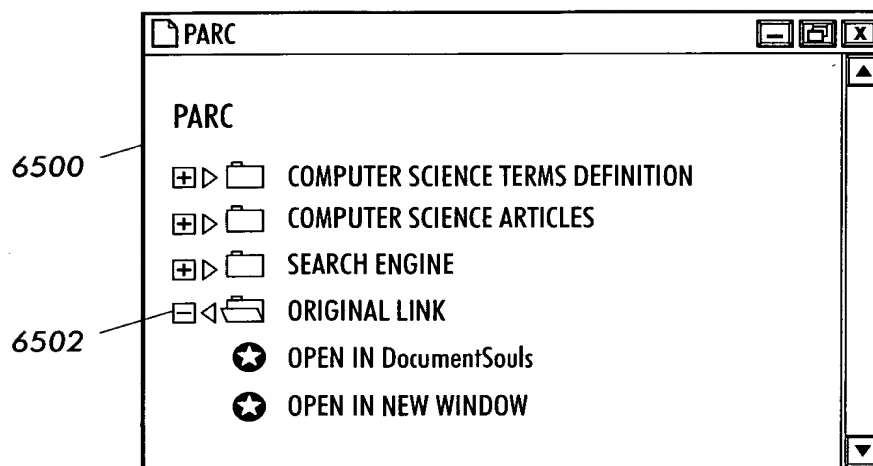 PARC
PARC
6500
COMPUTER SCIENCE TERMS DEFINITION
COMPUTER SCIENCE ARTICLES
SEARCH ENGINE
6502
ORIGINAL LINK
OPEN IN DocumentSouls
OPEN IN NEW WINDOW